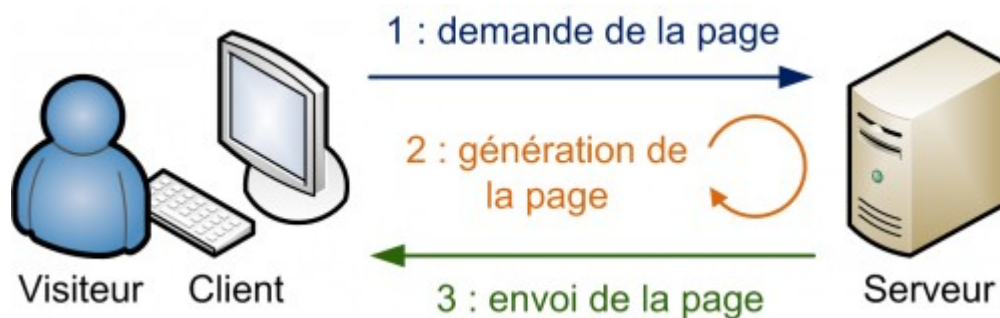 1 : demande de la page
2 : génération de
la page
3 : envoi de la page
Visiteur
Client
Serveur